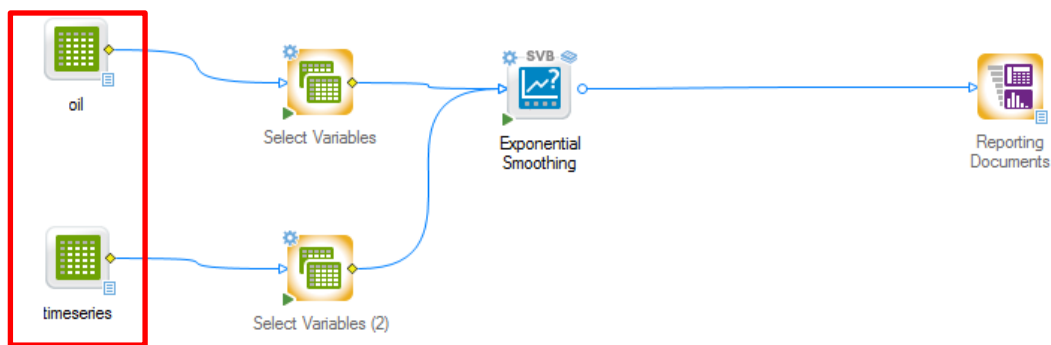 oil
Select Variables
SVB
Exponential
Smoothing
Reporting
Documents
timeseries
Select Variables (2)